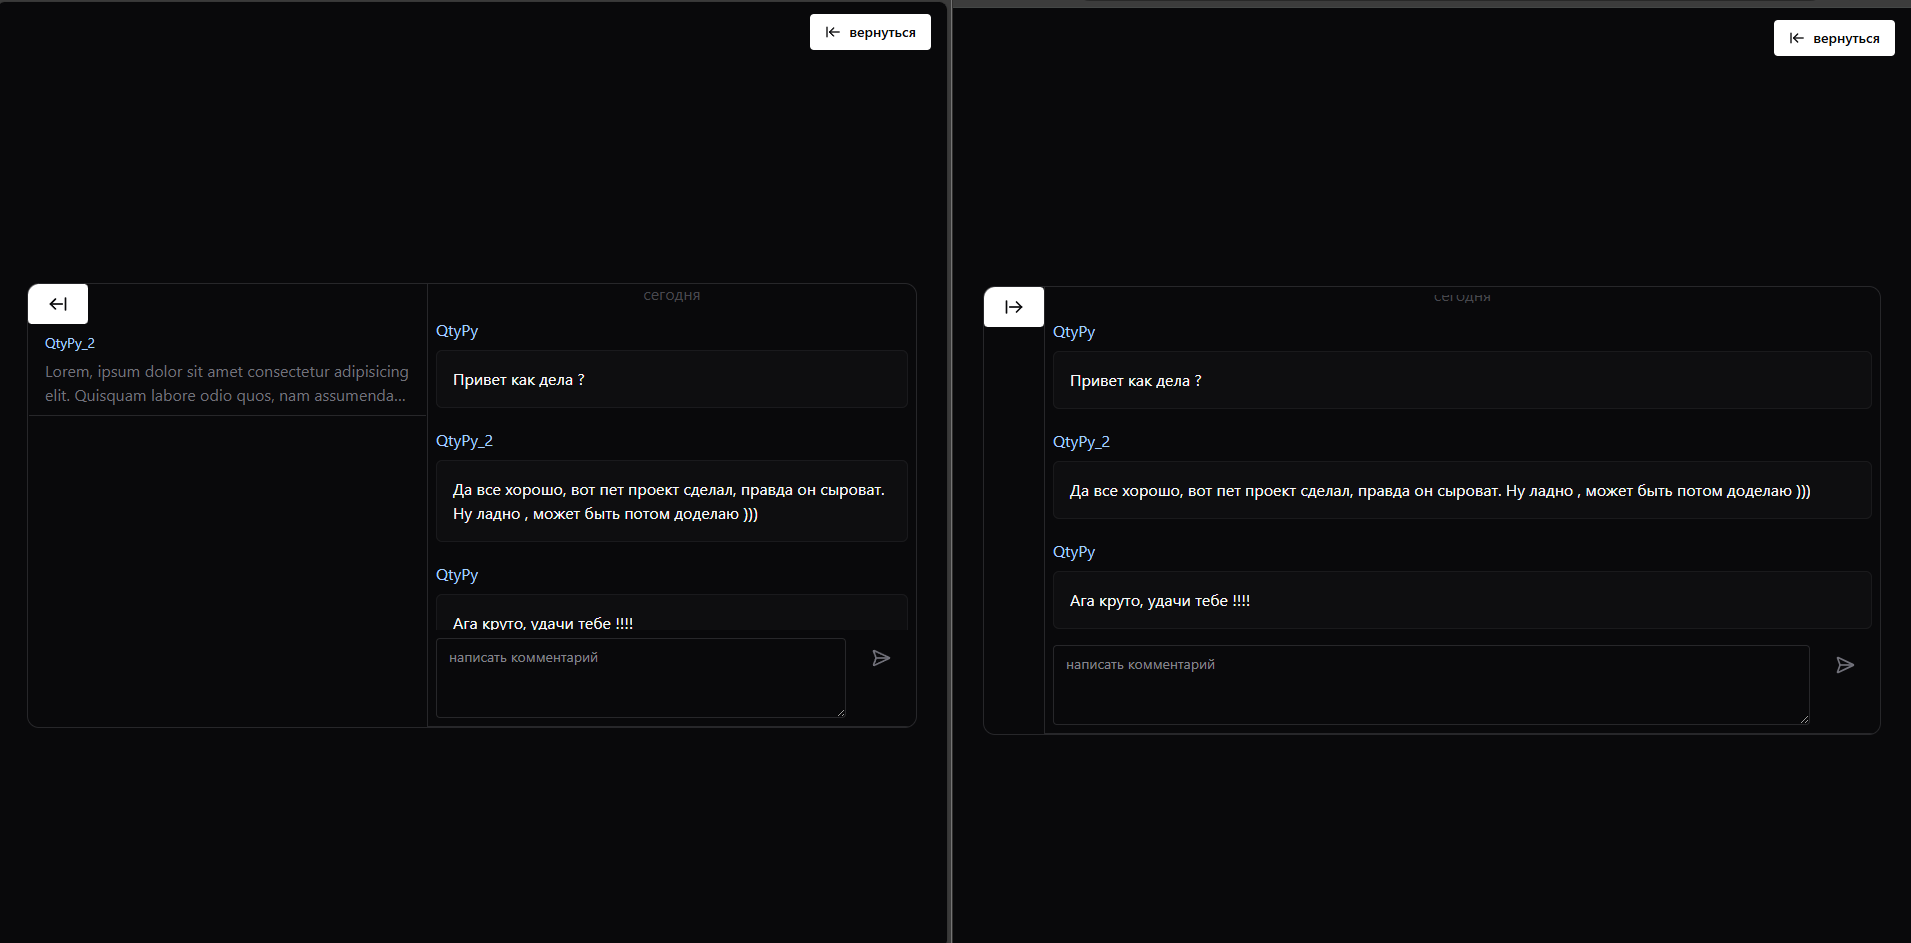 вернуться
сегодня
QtyPy_2
Lorem, ipsum dolor sit amet consectetur adipisicing
elit. Quisquam labore odio quos, nam assumenda...
QtyPy
Привет как дела ?
QtyPy_2
Да все хорошо, вот пет проект сделал, правда он сыроват.
Ну ладно , может быть потом доделаю )))
QtyPy
Ага круто, удачи тебе !!!!
написать комментарий
вернуться
сегодня
QtyPy
Привет как дела ?
QtyPy_2
Да все хорошо, вот пет проект сделал, правда он сыроват. Ну ладно , может быть потом доделаю )))
QtyPy
Ага круто, удачи тебе !!!!
написать комментарий